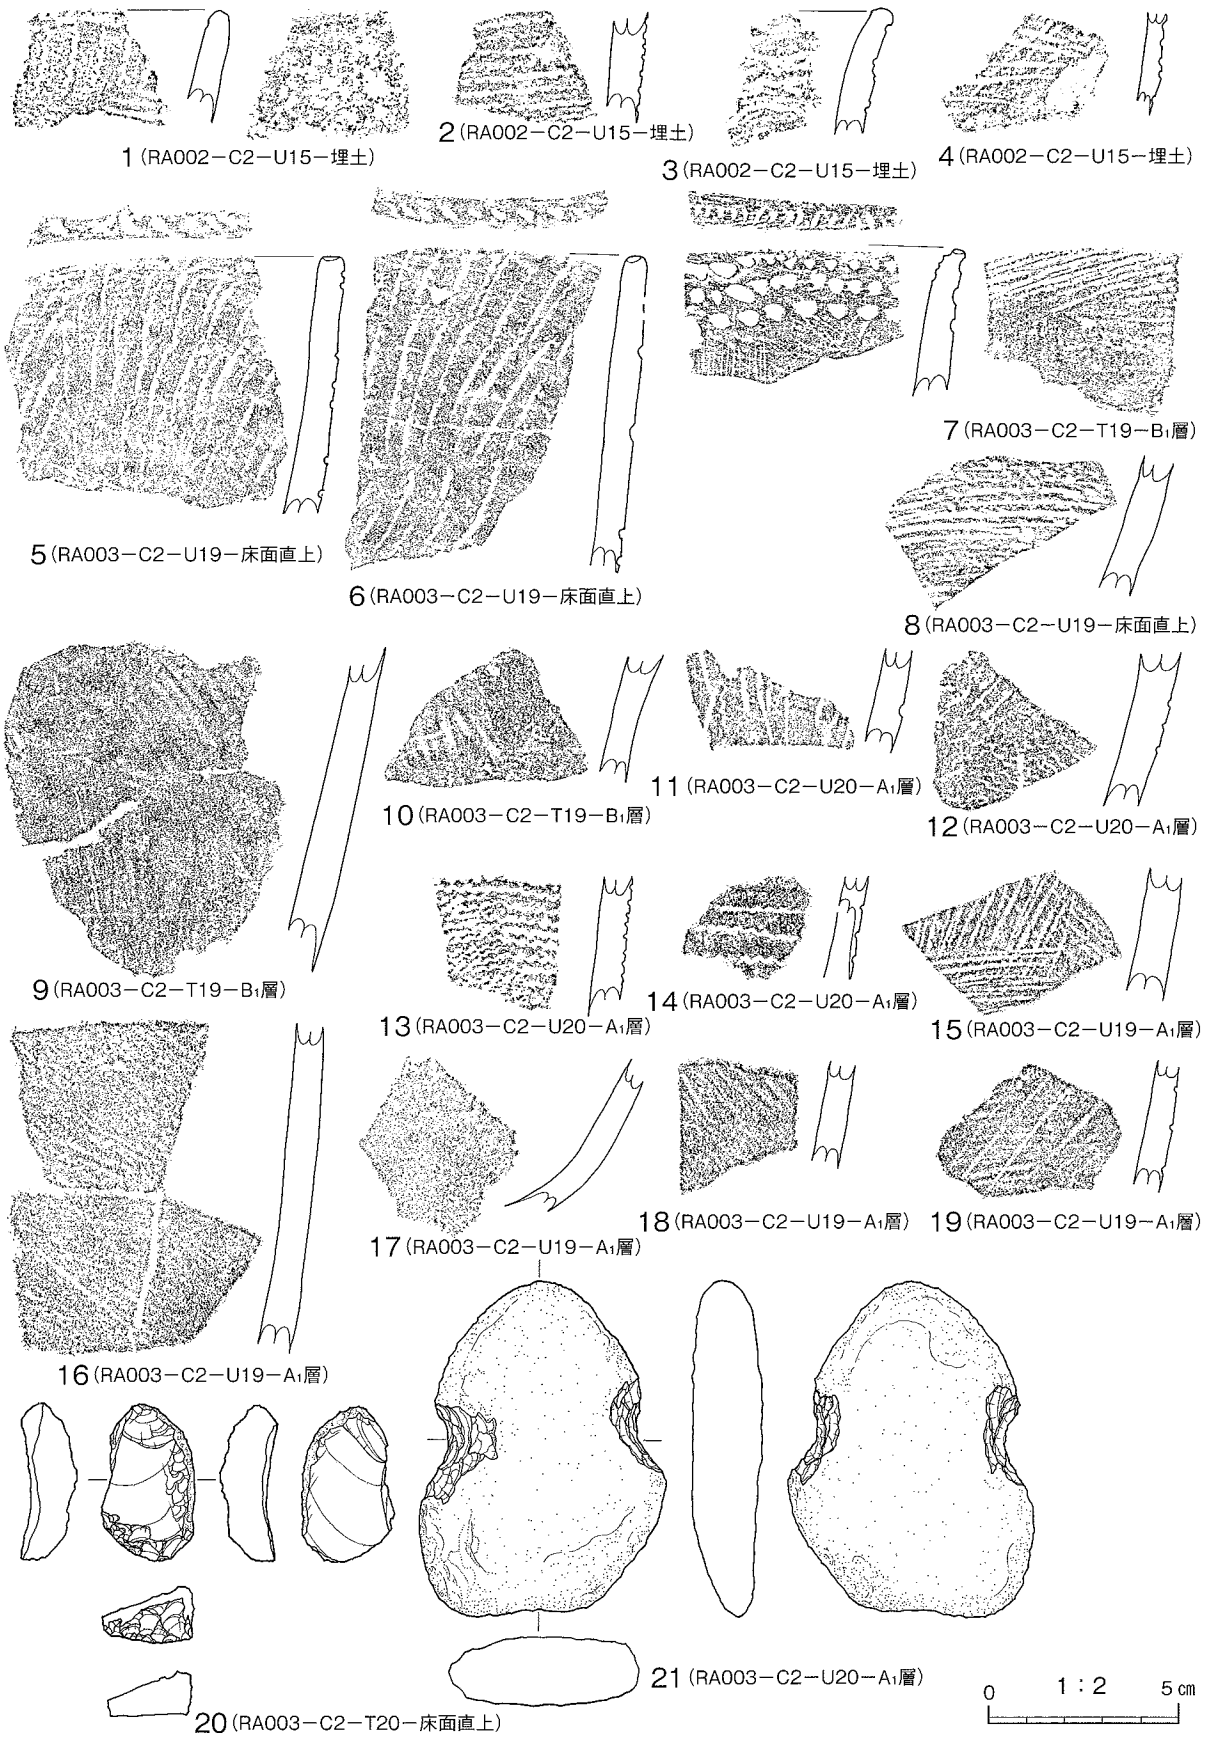 1 (RA002-C2-U15-埋土)
2 (RA002-C2-U15-埋土)
3 (RA002-C2-U15-埋土)
4 (RA002-C2-U15-埋土)
5 (RA003-C2-U19-床面直上)
6 (RA003-C2-U19-床面直上)
7 (RA003-C2-T19-B₁層)
8 (RA003-C2-U19-床面直上)
9 (RA003-C2-T19-B₁層)
10 (RA003-C2-T19-B₁層)
11 (RA003-C2-U20-A₁層)
12 (RA003-C2-U20-A₁層)
13 (RA003-C2-U20-A₁層)
14 (RA003-C2-U20-A₁層)
15 (RA003-C2-U19-A₁層)
16 (RA003-C2-U19-A₁層)
17 (RA003-C2-U19-A₁層)
18 (RA003-C2-U19-A₁層)
19 (RA003-C2-U19-A₁層)
20 (RA003-C2-T20-床面直上)
21 (RA003-C2-U20-A₁層)
0 1:2 5cm